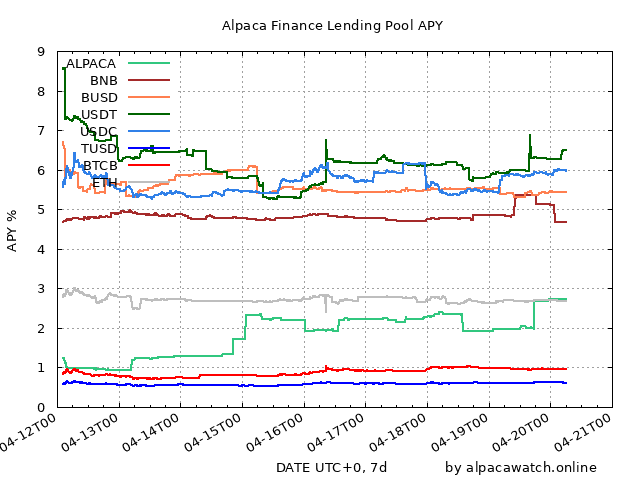 Alpaca Finance Lending Pool APY
9
8
7
6
5
4
3
2
1
0
APY %
ALPACA
BNB
BUSD
USDT
USDC
TUSD
BTCB
ETH
04-12T00
04-13T00
04-14T00
04-15T00
04-16T00
04-17T00
04-18T00
04-19T00
04-20T00
04-21T00
DATE UTC+0, 7d
by alpacawatch.online